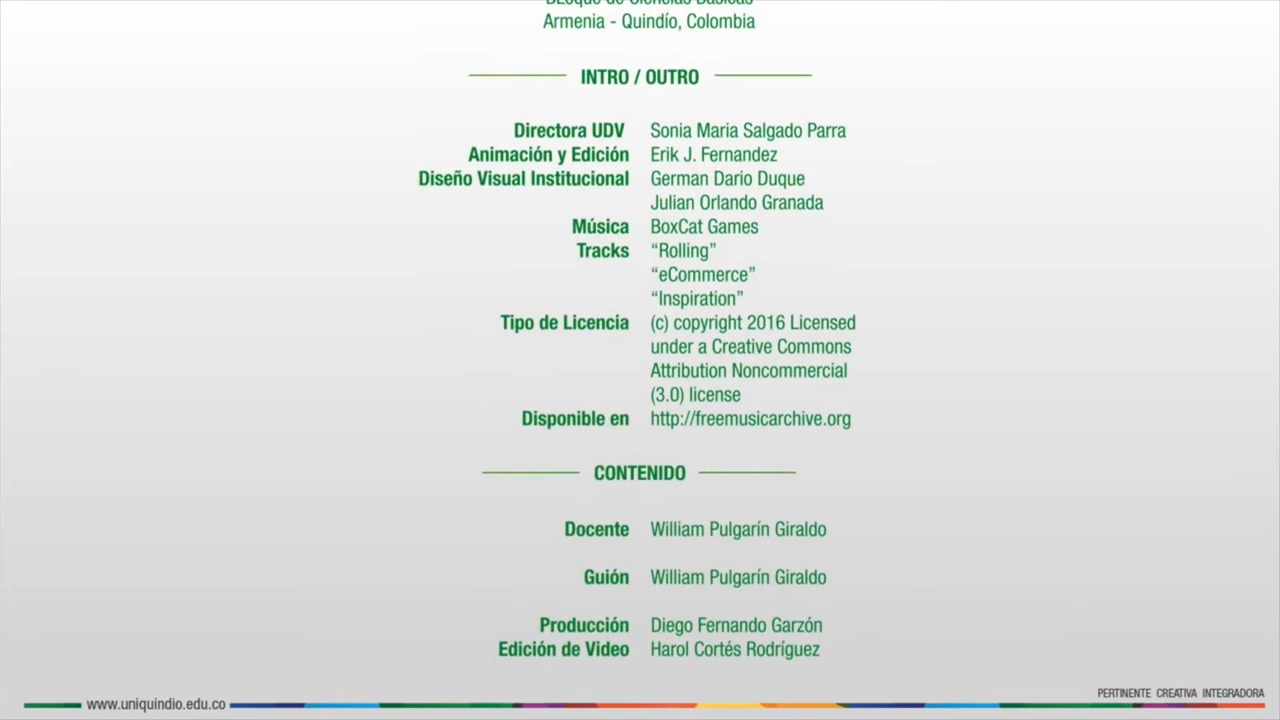 BLoque de Ciencias Básicas
Armenia - Quindío, Colombia
INTRO / OUTRO
Directora UDV Sonia Maria Salgado Parra
Animación y Edición Erik J. Fernandez
Diseño Visual Institucional German Dario Duque
Julian Orlando Granada
Música BoxCat Games
Tracks “Rolling”
“eCommerce”
“Inspiration”
Tipo de Licencia (c) copyright 2016 Licensed
under a Creative Commons
Attribution Noncommercial
(3.0) license
Disponible en http://freemusicarchive.org
CONTENIDO
Docente William Pulgarín Giraldo
Guión William Pulgarín Giraldo
Producción Diego Fernando Garzón
Edición de Video Harol Cortés Rodríguez
PERTINENTE CREATIVA INTEGRADORA
www.uniquindio.edu.co